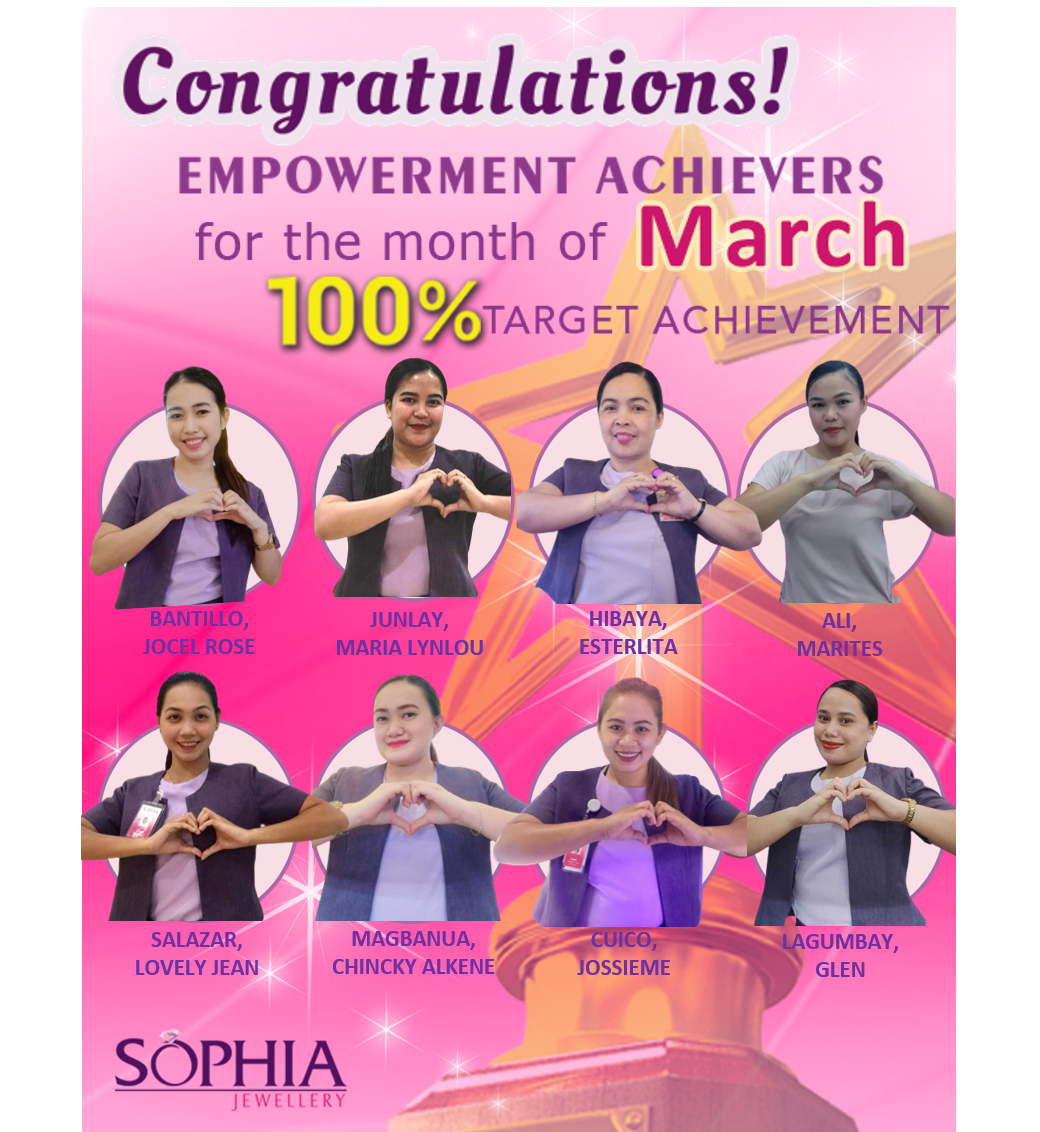 Congratulations!
EMPOWERMENT ACHIEVERS
for the month of March
100% TARGET ACHIEVEMENT
BANTILLO,
JOCEL ROSE
JUNLAY,
MARIA LYNLOU
HIBAYA,
ESTERLITA
ALI,
MARITES
SALAZAR,
LOVELY JEAN
MAGBANUA,
CHINCKY ALKENE
CUICO,
JOSSIEME
LAGUMBAY,
GLEN
SOPHIA
JEWELLERY